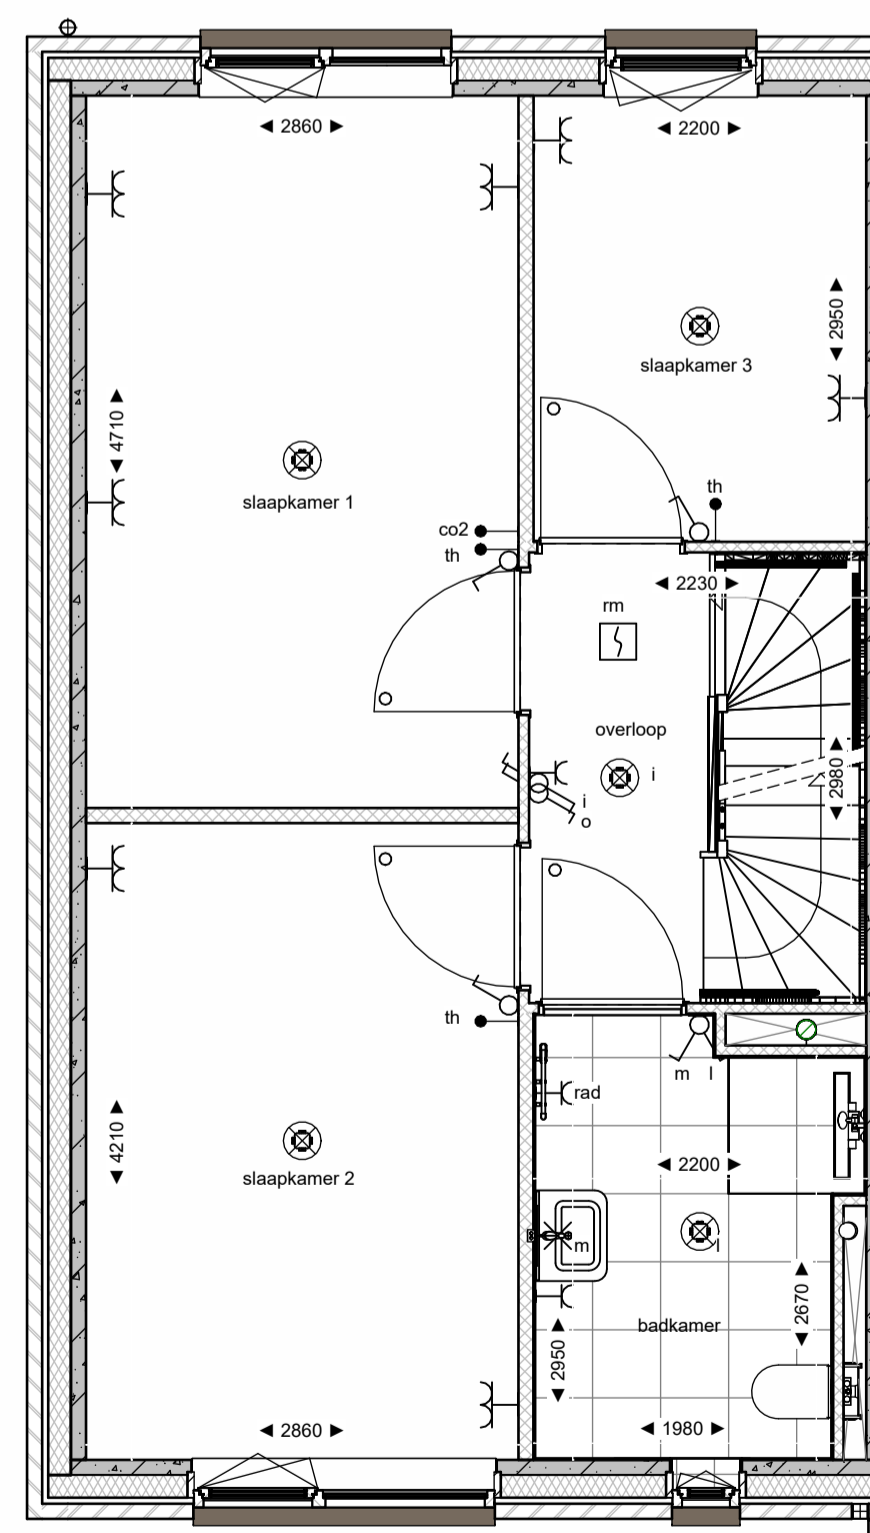 2860
2200
2950
slaapkamer 3
4710
slaapkamer 1
th
co2
th
2230
rm
overloop
i
2980
i
o
th
m l
rad
4210
2200
slaapkamer 2
m
l
2670
badkamer
2950
2860
1980